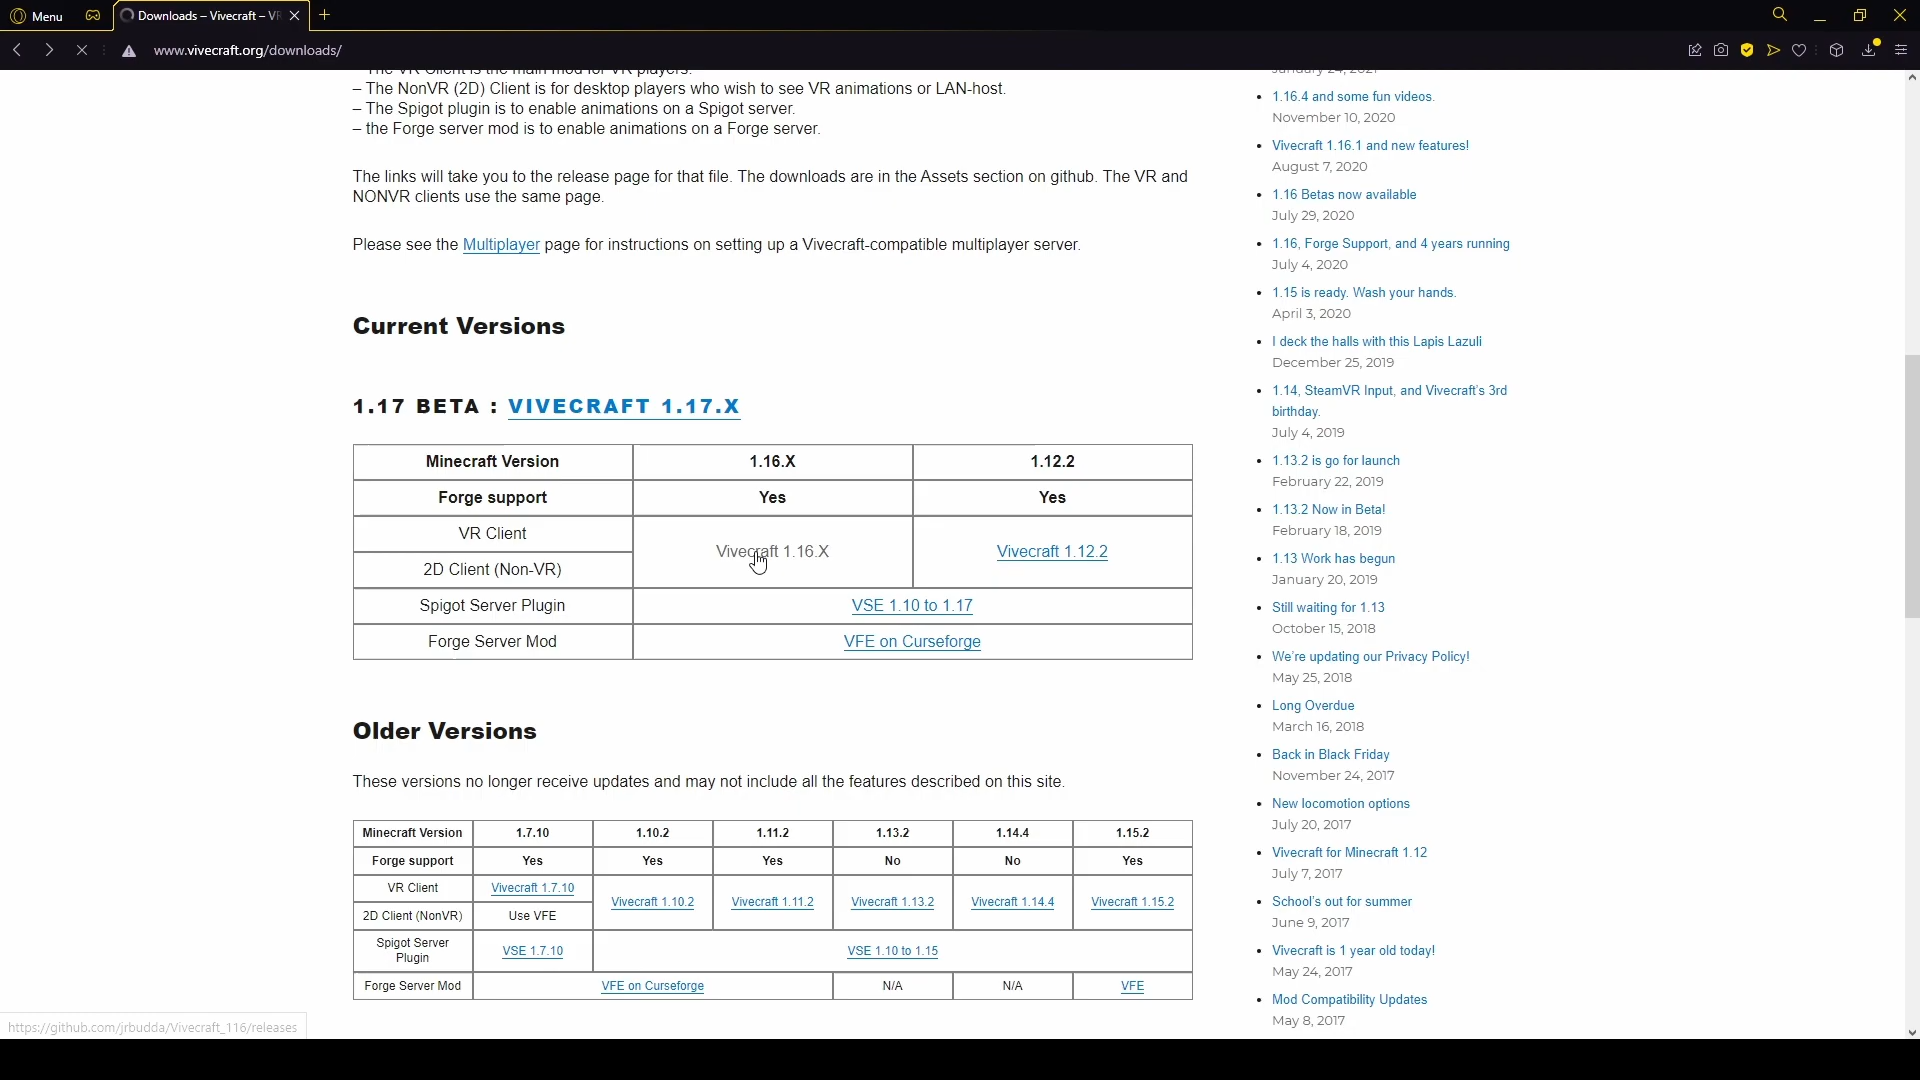 Menu
Downloads – Vivecraft – VR
www.vivecraft.org/downloads/
– The VR Client is the main mod for VR players.
– The NonVR (2D) Client is for desktop players who wish to see VR animations or LAN-host.
– The Spigot plugin is to enable animations on a Spigot server.
– the Forge server mod is to enable animations on a Forge server.
The links will take you to the release page for that file. The downloads are in the Assets section on github. The VR and
NONVR clients use the same page.
Please see the Multiplayer page for instructions on setting up a Vivecraft-compatible multiplayer server.
Current Versions
1.17 BETA : VIVECRAFT 1.17.X
Minecraft Version 1.16.X 1.12.2
Forge support Yes Yes
VR Client
Vivecraft 1.16.X Vivecraft 1.12.2
2D Client (Non-VR)
Spigot Server Plugin VSE 1.10 to 1.17
Forge Server Mod VFE on Curseforge
Older Versions
These versions no longer receive updates and may not include all the features described on this site.
Minecraft Version 1.7.10 1.10.2 1.11.2 1.13.2 1.14.4 1.15.2
Forge support Yes Yes Yes No No Yes
VR Client Vivecraft 1.7.10
Vivecraft 1.10.2 Vivecraft 1.11.2 Vivecraft 1.13.2 Vivecraft 1.14.4 Vivecraft 1.15.2
2D Client (NonVR) Use VFE
Spigot Server
Plugin
VSE 1.7.10 VSE 1.10 to 1.15
Forge Server Mod VFE on Curseforge N/A N/A VFE
https://github.com/jrbudda/Vivecraft_116/releases
January 24, 2021
1.16.4 and some fun videos.
November 10, 2020
Vivecraft 1.16.1 and new features!
August 7, 2020
1.16 Betas now available
July 29, 2020
1.16, Forge Support, and 4 years running
July 4, 2020
1.15 is ready. Wash your hands.
April 3, 2020
I deck the halls with this Lapis Lazuli
December 25, 2019
1.14, SteamVR Input, and Vivecraft's 3rd
birthday.
July 4, 2019
1.13.2 is go for launch
February 22, 2019
1.13.2 Now in Beta!
February 18, 2019
1.13 Work has begun
January 20, 2019
Still waiting for 1.13
October 15, 2018
We're updating our Privacy Policy!
May 25, 2018
Long Overdue
March 16, 2018
Back in Black Friday
November 24, 2017
New locomotion options
July 20, 2017
Vivecraft for Minecraft 1.12
July 7, 2017
School's out for summer
June 9, 2017
Vivecraft is 1 year old today!
May 24, 2017
Mod Compatibility Updates
May 8, 2017